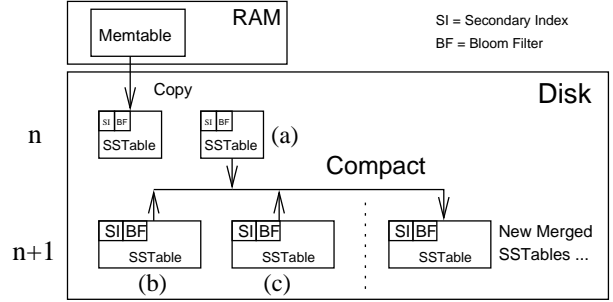 RAM
Memtable
SI = Secondary Index
BF = Bloom Filter
Disk
Copy
n
SI BF
SSTable
SI BF
SSTable
(a)
Compact
n+1
SI BF
SSTable
(b)
SI BF
SSTable
(c)
SI BF
SSTable
New Merged
SSTables ...